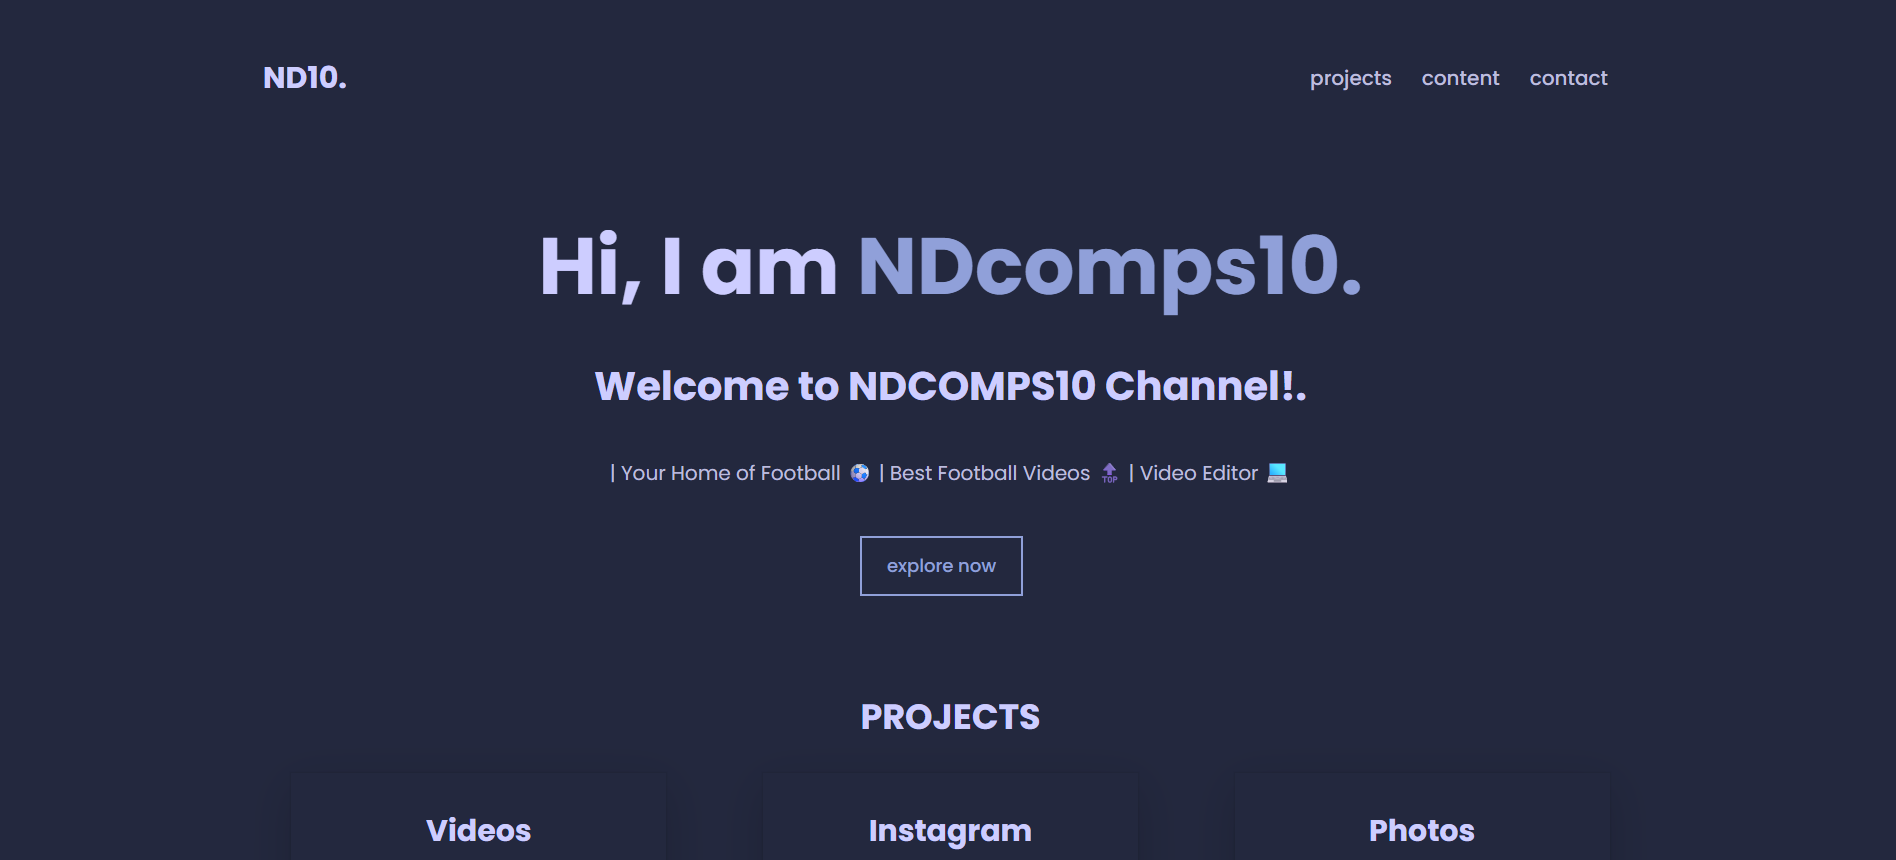 ND10.
projects content contact
Hi, I am NDcomps10.
Welcome to NDCOMPS10 Channel!.
| Your Home of Football ⚽ | Best Football Videos 🔝 | Video Editor 💻
explore now
PROJECTS
Videos
Instagram
Photos